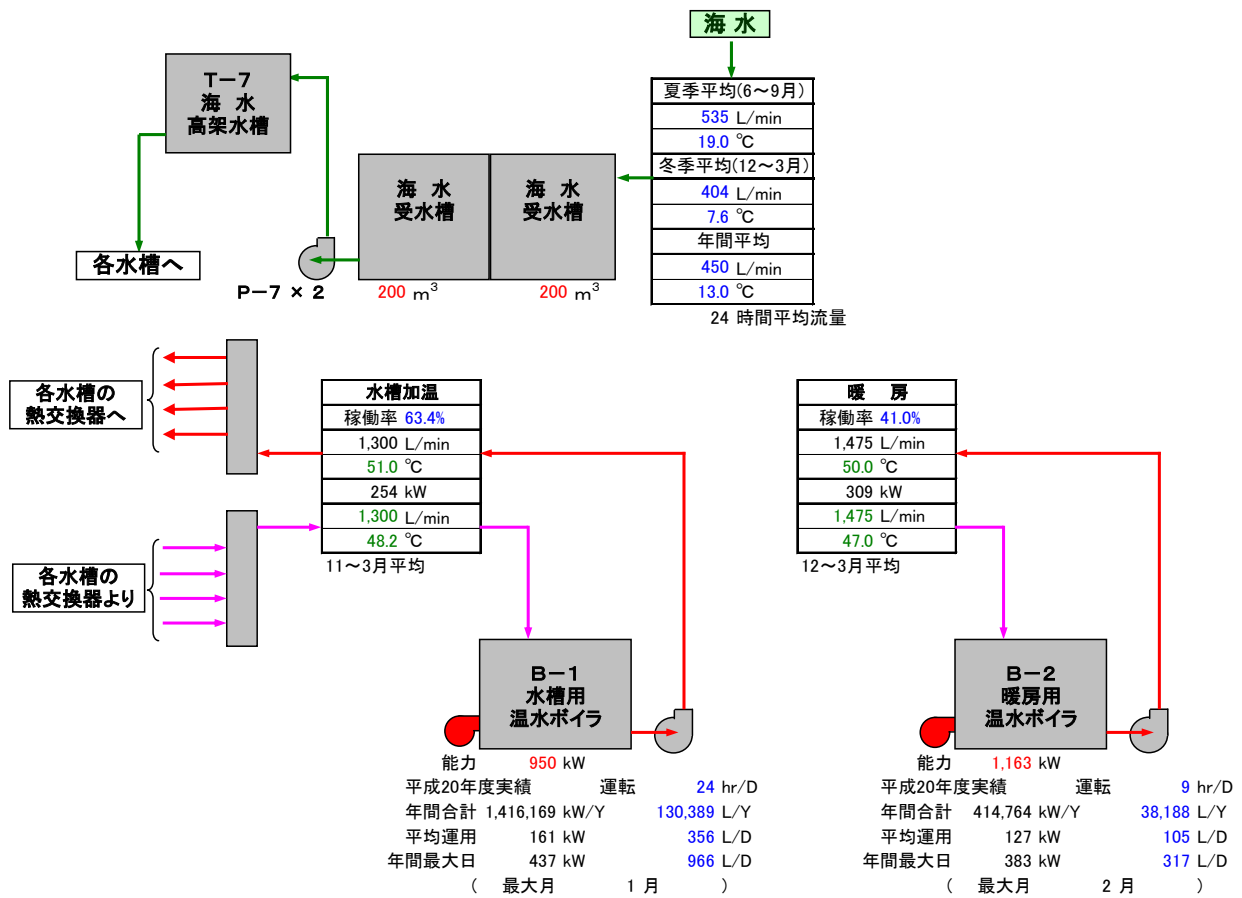 海 水
T－7
海 水
高架水槽
夏季平均(6～9月)
535 L/min
19.0 ℃
冬季平均(12～3月)
404 L/min
7.6 ℃
年間平均
450 L/min
13.0 ℃
24 時間平均流量
海 水
受水槽
海 水
受水槽
各水槽へ
P－7 × 2
200 m³
200 m³
各水槽の
熱交換器へ
水槽加温
稼働率 63.4%
1,300 L/min
51.0 ℃
254 kW
1,300 L/min
48.2 ℃
11～3月平均
暖 房
稼働率 41.0%
1,475 L/min
50.0 ℃
309 kW
1,475 L/min
47.0 ℃
12～3月平均
各水槽の
熱交換器より
B－1
水槽用
温水ボイラ
能力 950 kW
平成20年度実績 運転 24 hr/D
年間合計 1,416,169 kW/Y 130,389 L/Y
平均運用 161 kW 356 L/D
年間最大日 437 kW 966 L/D
( 最大月 1 月 )
B－2
暖房用
温水ボイラ
能力 1,163 kW
平成20年度実績 運転 9 hr/D
年間合計 414,764 kW/Y 38,188 L/Y
平均運用 127 kW 105 L/D
年間最大日 383 kW 317 L/D
( 最大月 2 月 )